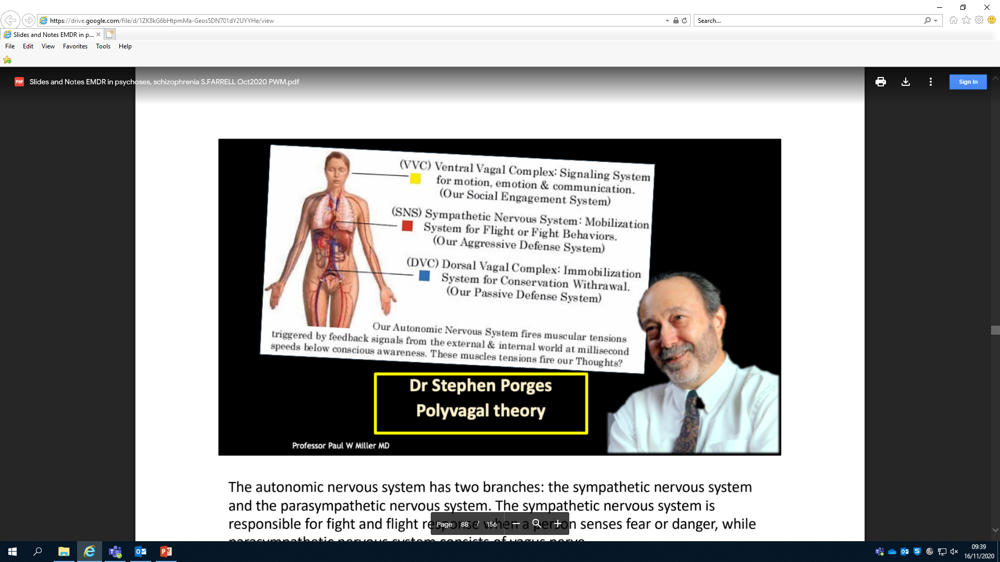 https://drive.google.com/file/d/1ZK8kG6bHtpmMa-Geos5DN701dY2UYYHe/view
Search...
Slides and Notes EMDR in p...
File Edit View Favorites Tools Help
PDF Slides and Notes EMDR in psychoses, schizophrenia S.FARRELL Oct2020 PWM.pdf
Sign In
(VVC) Ventral Vagal Complex: Signaling System
for motion, emotion & communication.
(Our Social Engagement System)
(SNS) Sympathetic Nervous System: Mobilization
System for Flight or Fight Behaviors.
(Our Aggressive Defense System)
(DVC) Dorsal Vagal Complex: Immobilization
System for Conservation Withrawal.
(Our Passive Defense System)
Our Autonomic Nervous System fires muscular tensions
triggered by feedback signals from the external & internal world at millisecond
speeds below conscious awareness. These muscles tensions fire our Thoughts?
Dr Stephen Porges
Polyvagal theory
Professor Paul W Miller MD
The autonomic nervous system has two branches: the sympathetic nervous system
and the parasympathetic nervous system. The sympathetic nervous system is
responsible for fight and flight response when a person senses fear or danger, while
parasympathetic nervous system consists of vagus nerve
Page 88 / 156
09:39
16/11/2020